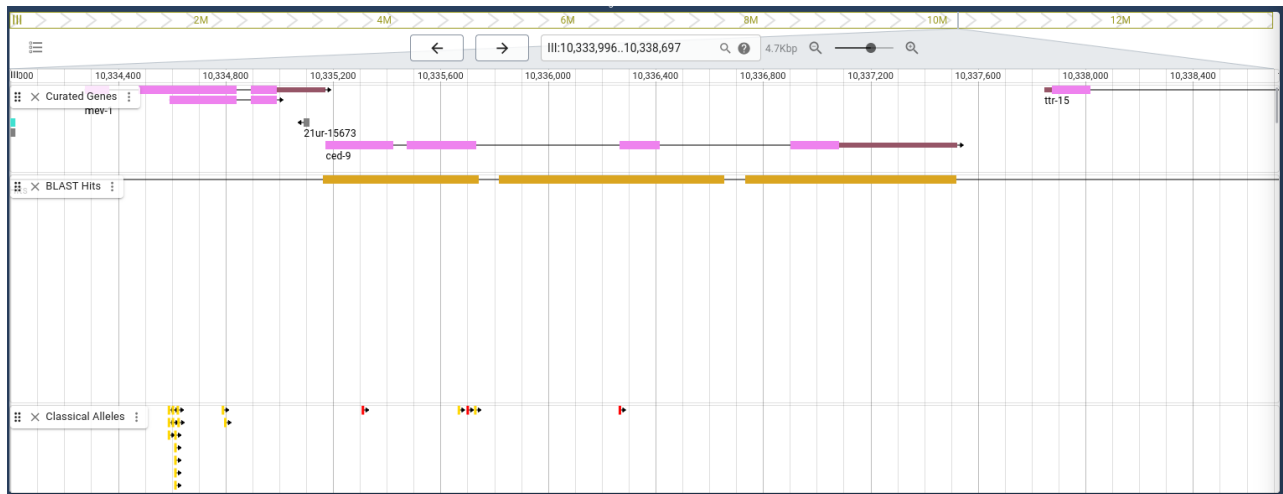 III 2M 4M 6M 8M 10M 12M
III:10,333,996..10,338,697 4.7Kbp
III000 10,334,400 10,334,800 10,335,200 10,335,600 10,336,000 10,336,400 10,336,800 10,337,200 10,337,600 10,338,000 10,338,400
Curated Genes
mev-1
ttr-15
21ur-15673
ced-9
BLAST Hits
Classical Alleles